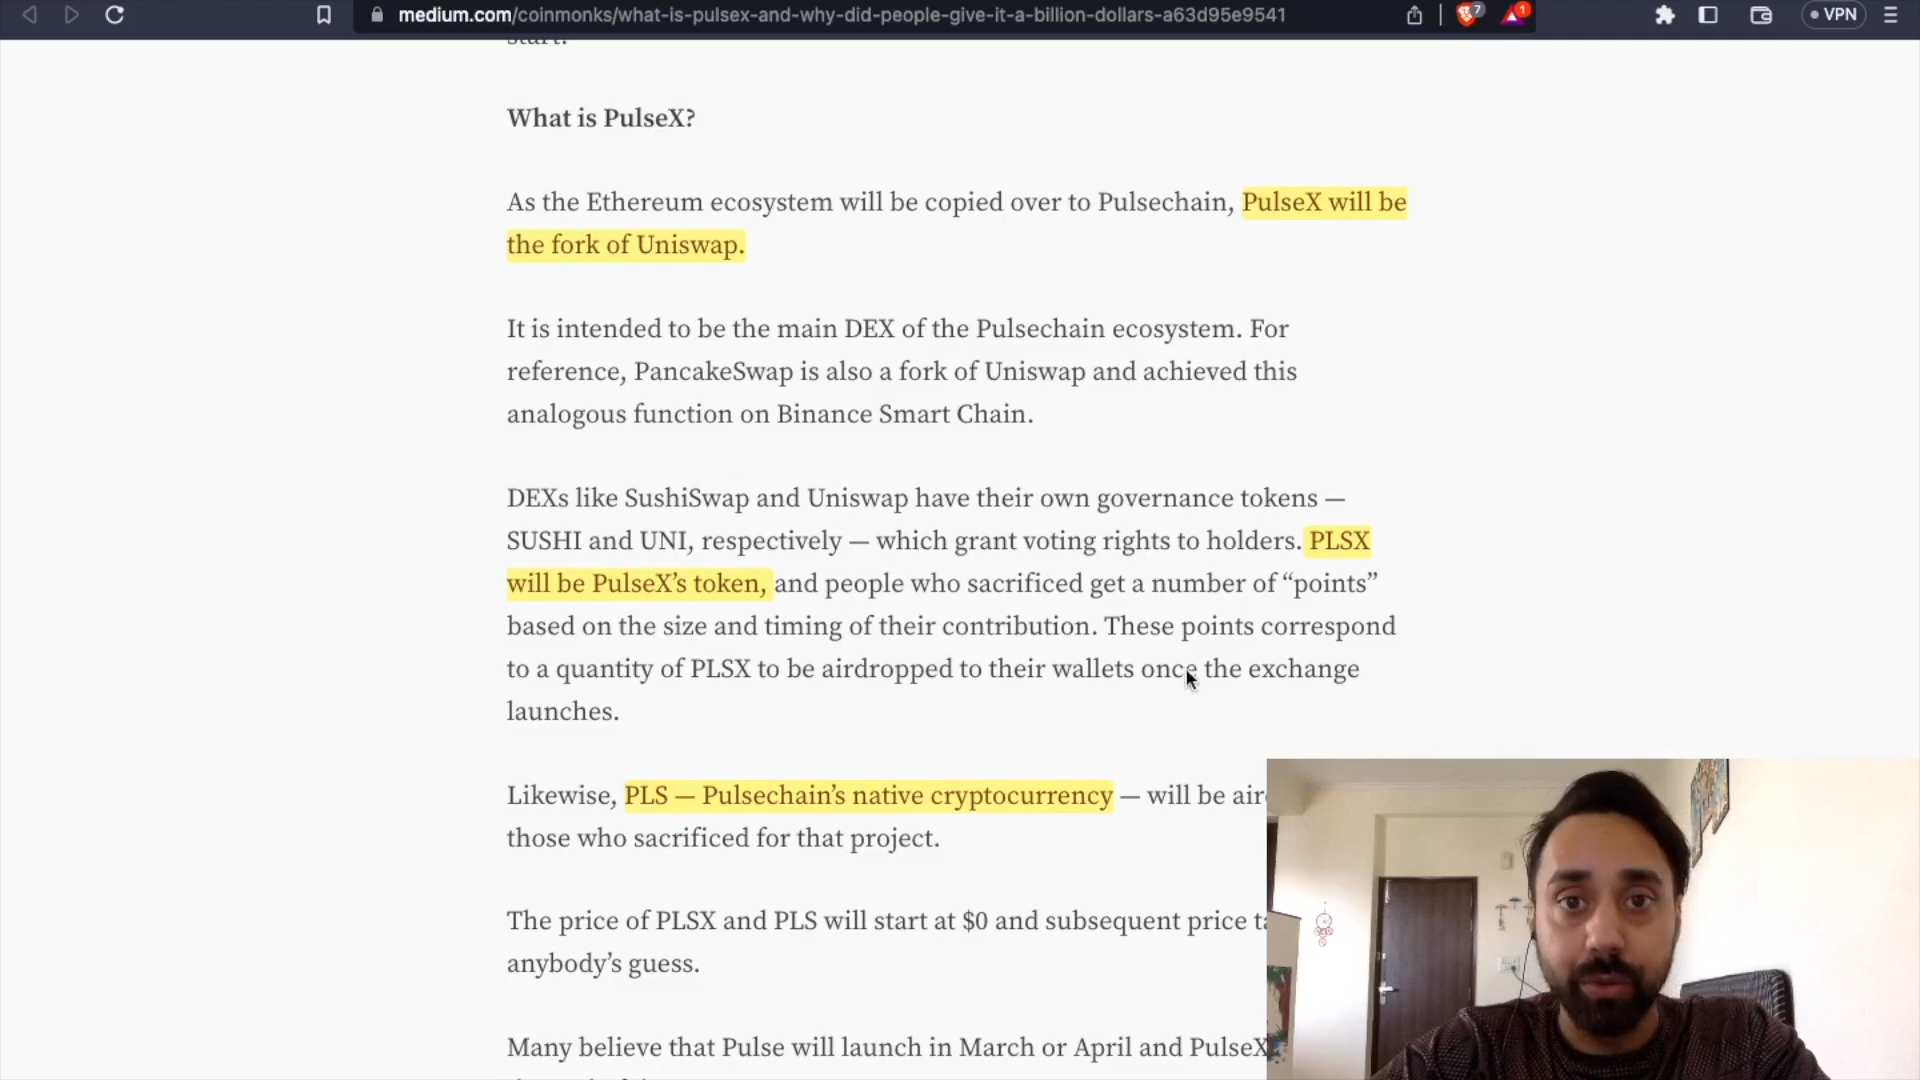 medium.com/coinmonks/what-is-pulsex-and-why-did-people-give-it-a-billion-dollars-a63d95e9541
7
1
VPN
start.
What is PulseX?
As the Ethereum ecosystem will be copied over to Pulsechain, PulseX will be
the fork of Uniswap.
It is intended to be the main DEX of the Pulsechain ecosystem. For
reference, PancakeSwap is also a fork of Uniswap and achieved this
analogous function on Binance Smart Chain.
DEXs like SushiSwap and Uniswap have their own governance tokens —
SUSHI and UNI, respectively — which grant voting rights to holders. PLSX
will be PulseX’s token, and people who sacrificed get a number of “points”
based on the size and timing of their contribution. These points correspond
to a quantity of PLSX to be airdropped to their wallets once the exchange
launches.
Likewise, PLS — Pulsechain’s native cryptocurrency — will be air
those who sacrificed for that project.
The price of PLSX and PLS will start at $0 and subsequent price
anybody’s guess.
Many believe that Pulse will launch in March or April and PulseX